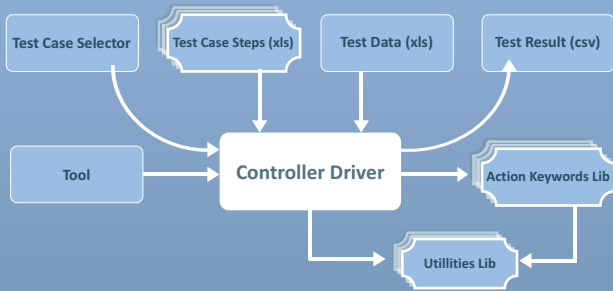 Test Case Selector
Test Case Steps (xls)
Test Data (xls)
Test Result (csv)
Tool
Controller Driver
Action Keywords Lib
Utillities Lib